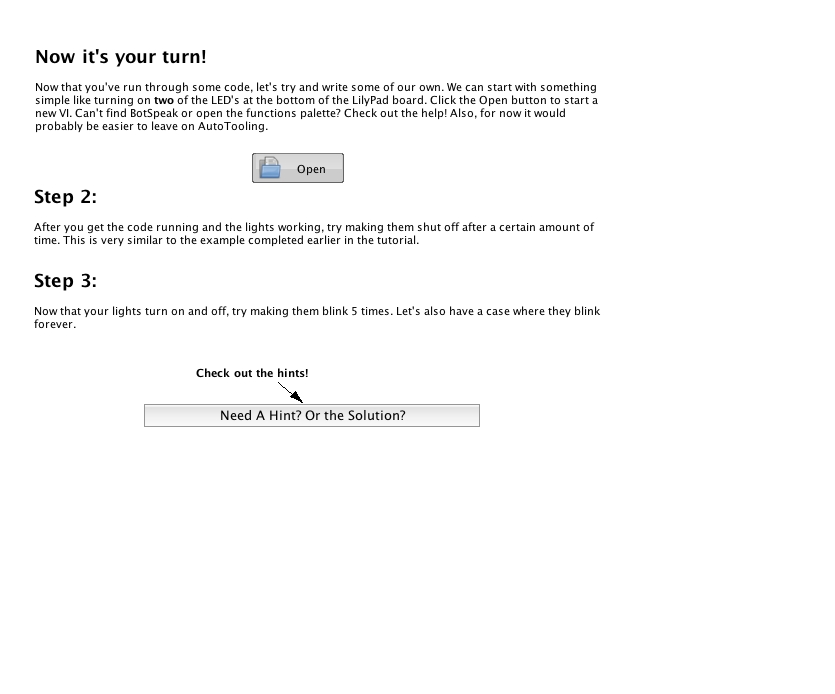 Now it's your turn!
Now that you've run through some code, let's try and write some of our own. We can start with something
simple like turning on two of the LED's at the bottom of the LilyPad board. Click the Open button to start a
new VI. Can't find BotSpeak or open the functions palette? Check out the help! Also, for now it would
probably be easier to leave on AutoTooling.
Open
Step 2:
After you get the code running and the lights working, try making them shut off after a certain amount of
time. This is very similar to the example completed earlier in the tutorial.
Step 3:
Now that your lights turn on and off, try making them blink 5 times. Let's also have a case where they blink
forever.
Check out the hints!
Need A Hint? Or the Solution?